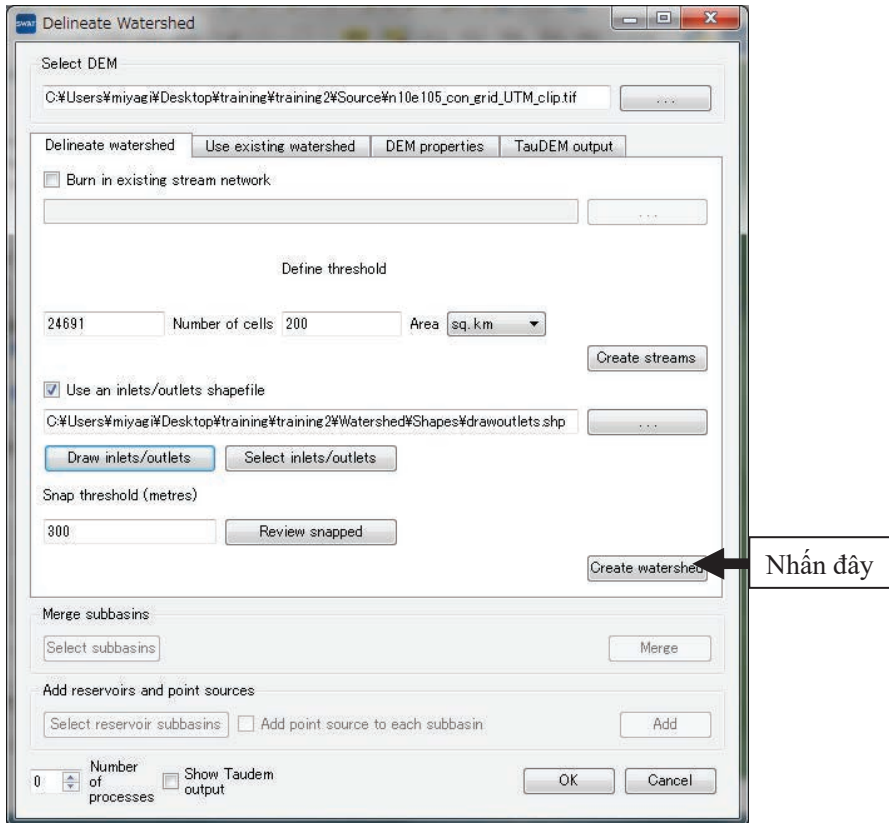 SWAT Delineate Watershed
Select DEM
C:¥Users¥miyagi¥Desktop¥training¥training2¥Source¥n10e105_con_grid_UTM_clip.tif ...
Delineate watershed Use existing watershed DEM properties TauDEM output
Burn in existing stream network
...
Define threshold
24691 Number of cells 200 Area sq.km
Create streams
Use an inlets/outlets shapefile
C:¥Users¥miyagi¥Desktop¥training¥training2¥Watershed¥Shapes¥drawoutlets.shp ...
Draw inlets/outlets Select inlets/outlets
Snap threshold (metres)
300 Review snapped
Create watershed Nhấn đây
Merge subbasins
Select subbasins Merge
Add reservoirs and point sources
Select reservoir subbasins Add point source to each subbasin Add
0 Number of processes Show Taudem output OK Cancel